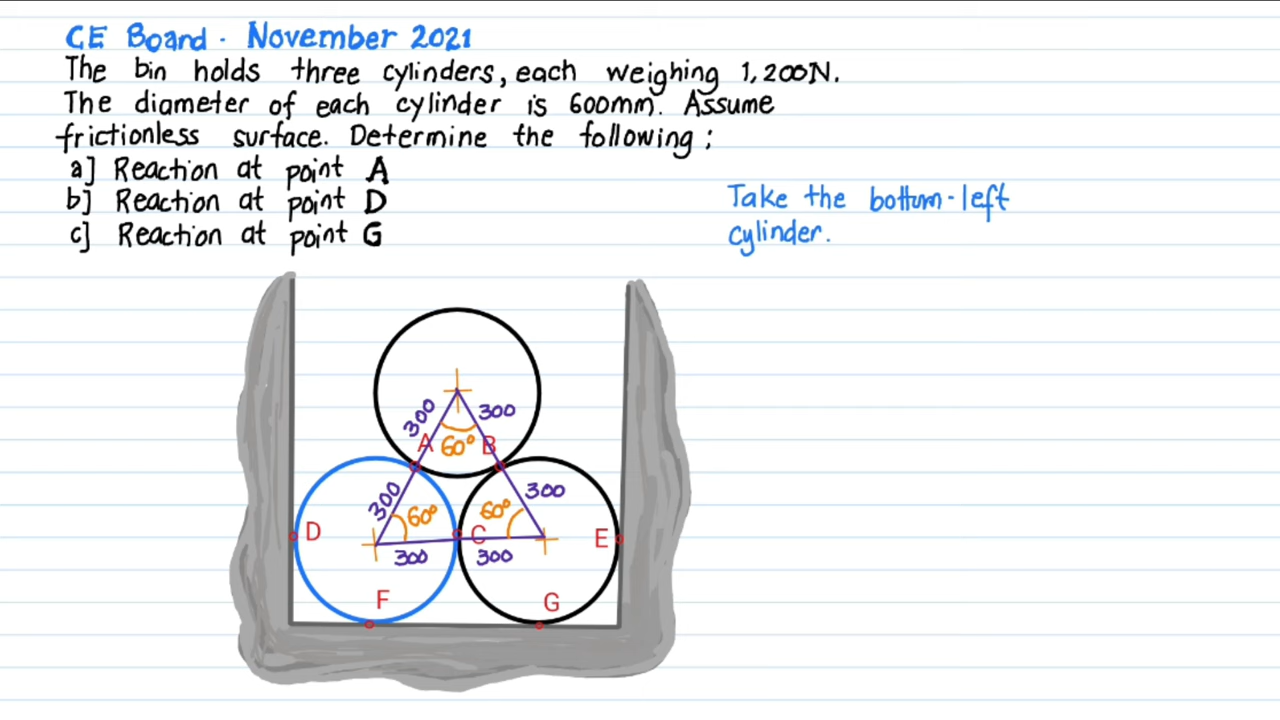 CE Board - November 2021
The bin holds three cylinders, each weighing 1,200N.
The diameter of each cylinder is 600mm. Assume
frictionless surface. Determine the following:
a] Reaction at point A
b] Reaction at point D
c] Reaction at point G
Take the bottom-left
cylinder.
300 300
A 60° B
300 60° 60° 300
D C E
300 300
F G